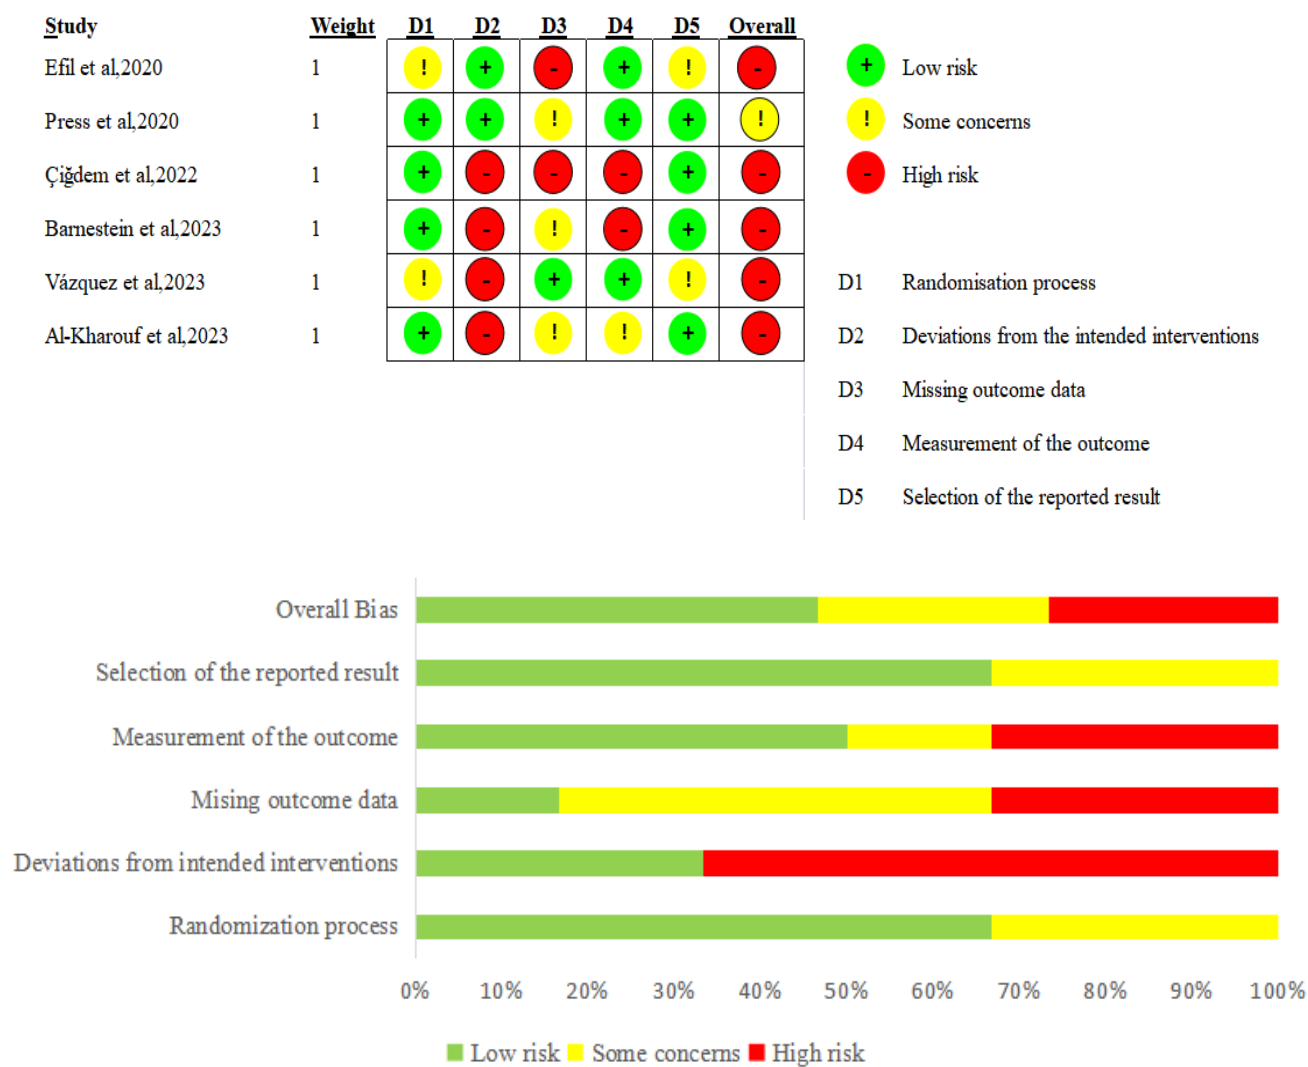 Study Weight D1 D2 D3 D4 D5 Overall
Efil et al,2020 1 ! + - + ! -
Press et al,2020 1 + + ! + + !
Çiğdem et al,2022 1 + - - - + -
Barnestein et al,2023 1 + - ! - + -
Vázquez et al,2023 1 ! - + + ! -
Al-Kharouf et al,2023 1 + - ! ! + -
+ Low risk
! Some concerns
- High risk
D1 Randomisation process
D2 Deviations from the intended interventions
D3 Missing outcome data
D4 Measurement of the outcome
D5 Selection of the reported result
Overall Bias
Selection of the reported result
Measurement of the outcome
Mising outcome data
Deviations from intended interventions
Randomization process
0% 10% 20% 30% 40% 50% 60% 70% 80% 90% 100%
Low risk Some concerns High risk